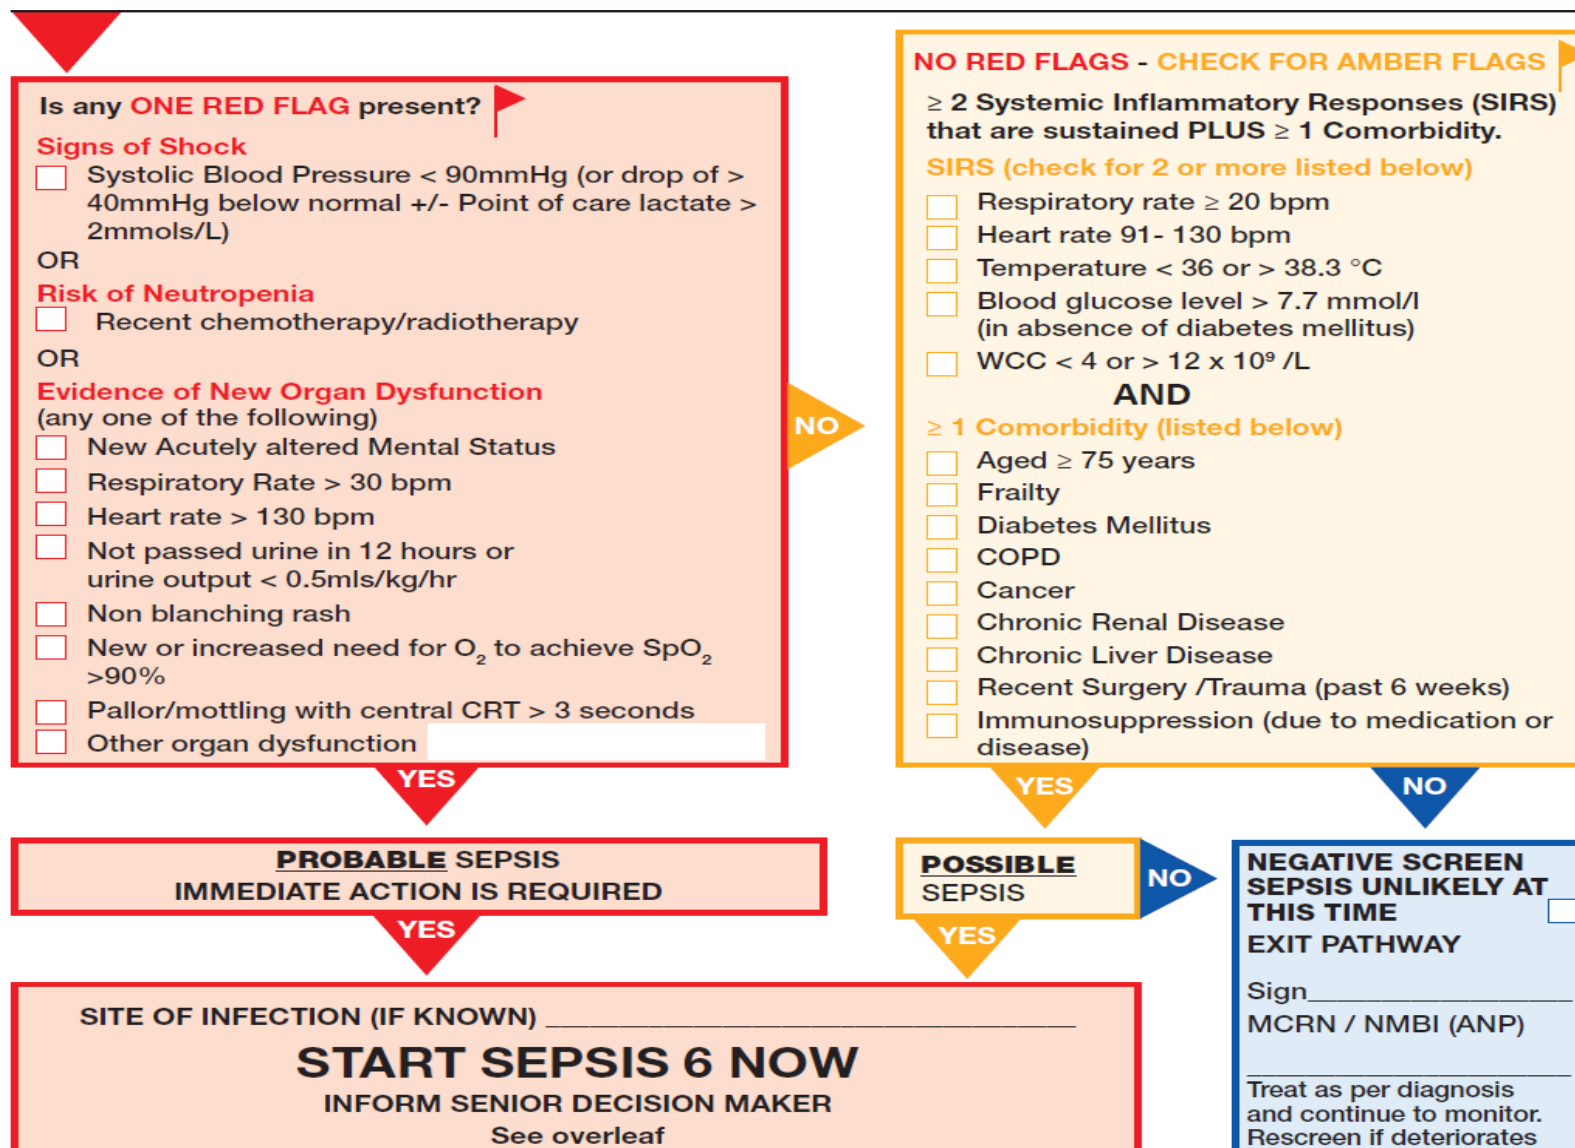 Is any ONE RED FLAG present?
Signs of Shock
Systolic Blood Pressure < 90mmHg (or drop of >
40mmHg below normal +/- Point of care lactate >
2mmols/L)
OR
Risk of Neutropenia
Recent chemotherapy/radiotherapy
OR
Evidence of New Organ Dysfunction
(any one of the following)
New Acutely altered Mental Status
Respiratory Rate > 30 bpm
Heart rate > 130 bpm
Not passed urine in 12 hours or
urine output < 0.5mls/kg/hr
Non blanching rash
New or increased need for O₂ to achieve SpO₂
>90%
Pallor/mottling with central CRT > 3 seconds
Other organ dysfunction
NO
NO RED FLAGS - CHECK FOR AMBER FLAGS
≥ 2 Systemic Inflammatory Responses (SIRS)
that are sustained PLUS ≥ 1 Comorbidity.
SIRS (check for 2 or more listed below)
Respiratory rate ≥ 20 bpm
Heart rate 91- 130 bpm
Temperature < 36 or > 38.3 °C
Blood glucose level > 7.7 mmol/l
(in absence of diabetes mellitus)
WCC < 4 or > 12 x 10⁹ /L
AND
≥ 1 Comorbidity (listed below)
Aged ≥ 75 years
Frailty
Diabetes Mellitus
COPD
Cancer
Chronic Renal Disease
Chronic Liver Disease
Recent Surgery /Trauma (past 6 weeks)
Immunosuppression (due to medication or
disease)
YES
YES
NO
PROBABLE SEPSIS
IMMEDIATE ACTION IS REQUIRED
YES
POSSIBLE
SEPSIS
NO
YES
NEGATIVE SCREEN
SEPSIS UNLIKELY AT
THIS TIME
EXIT PATHWAY
Sign___________________
MCRN / NMBI (ANP)
_______________________
Treat as per diagnosis
and continue to monitor.
Rescreen if deteriorates
SITE OF INFECTION (IF KNOWN) ______________________________________
START SEPSIS 6 NOW
INFORM SENIOR DECISION MAKER
See overleaf